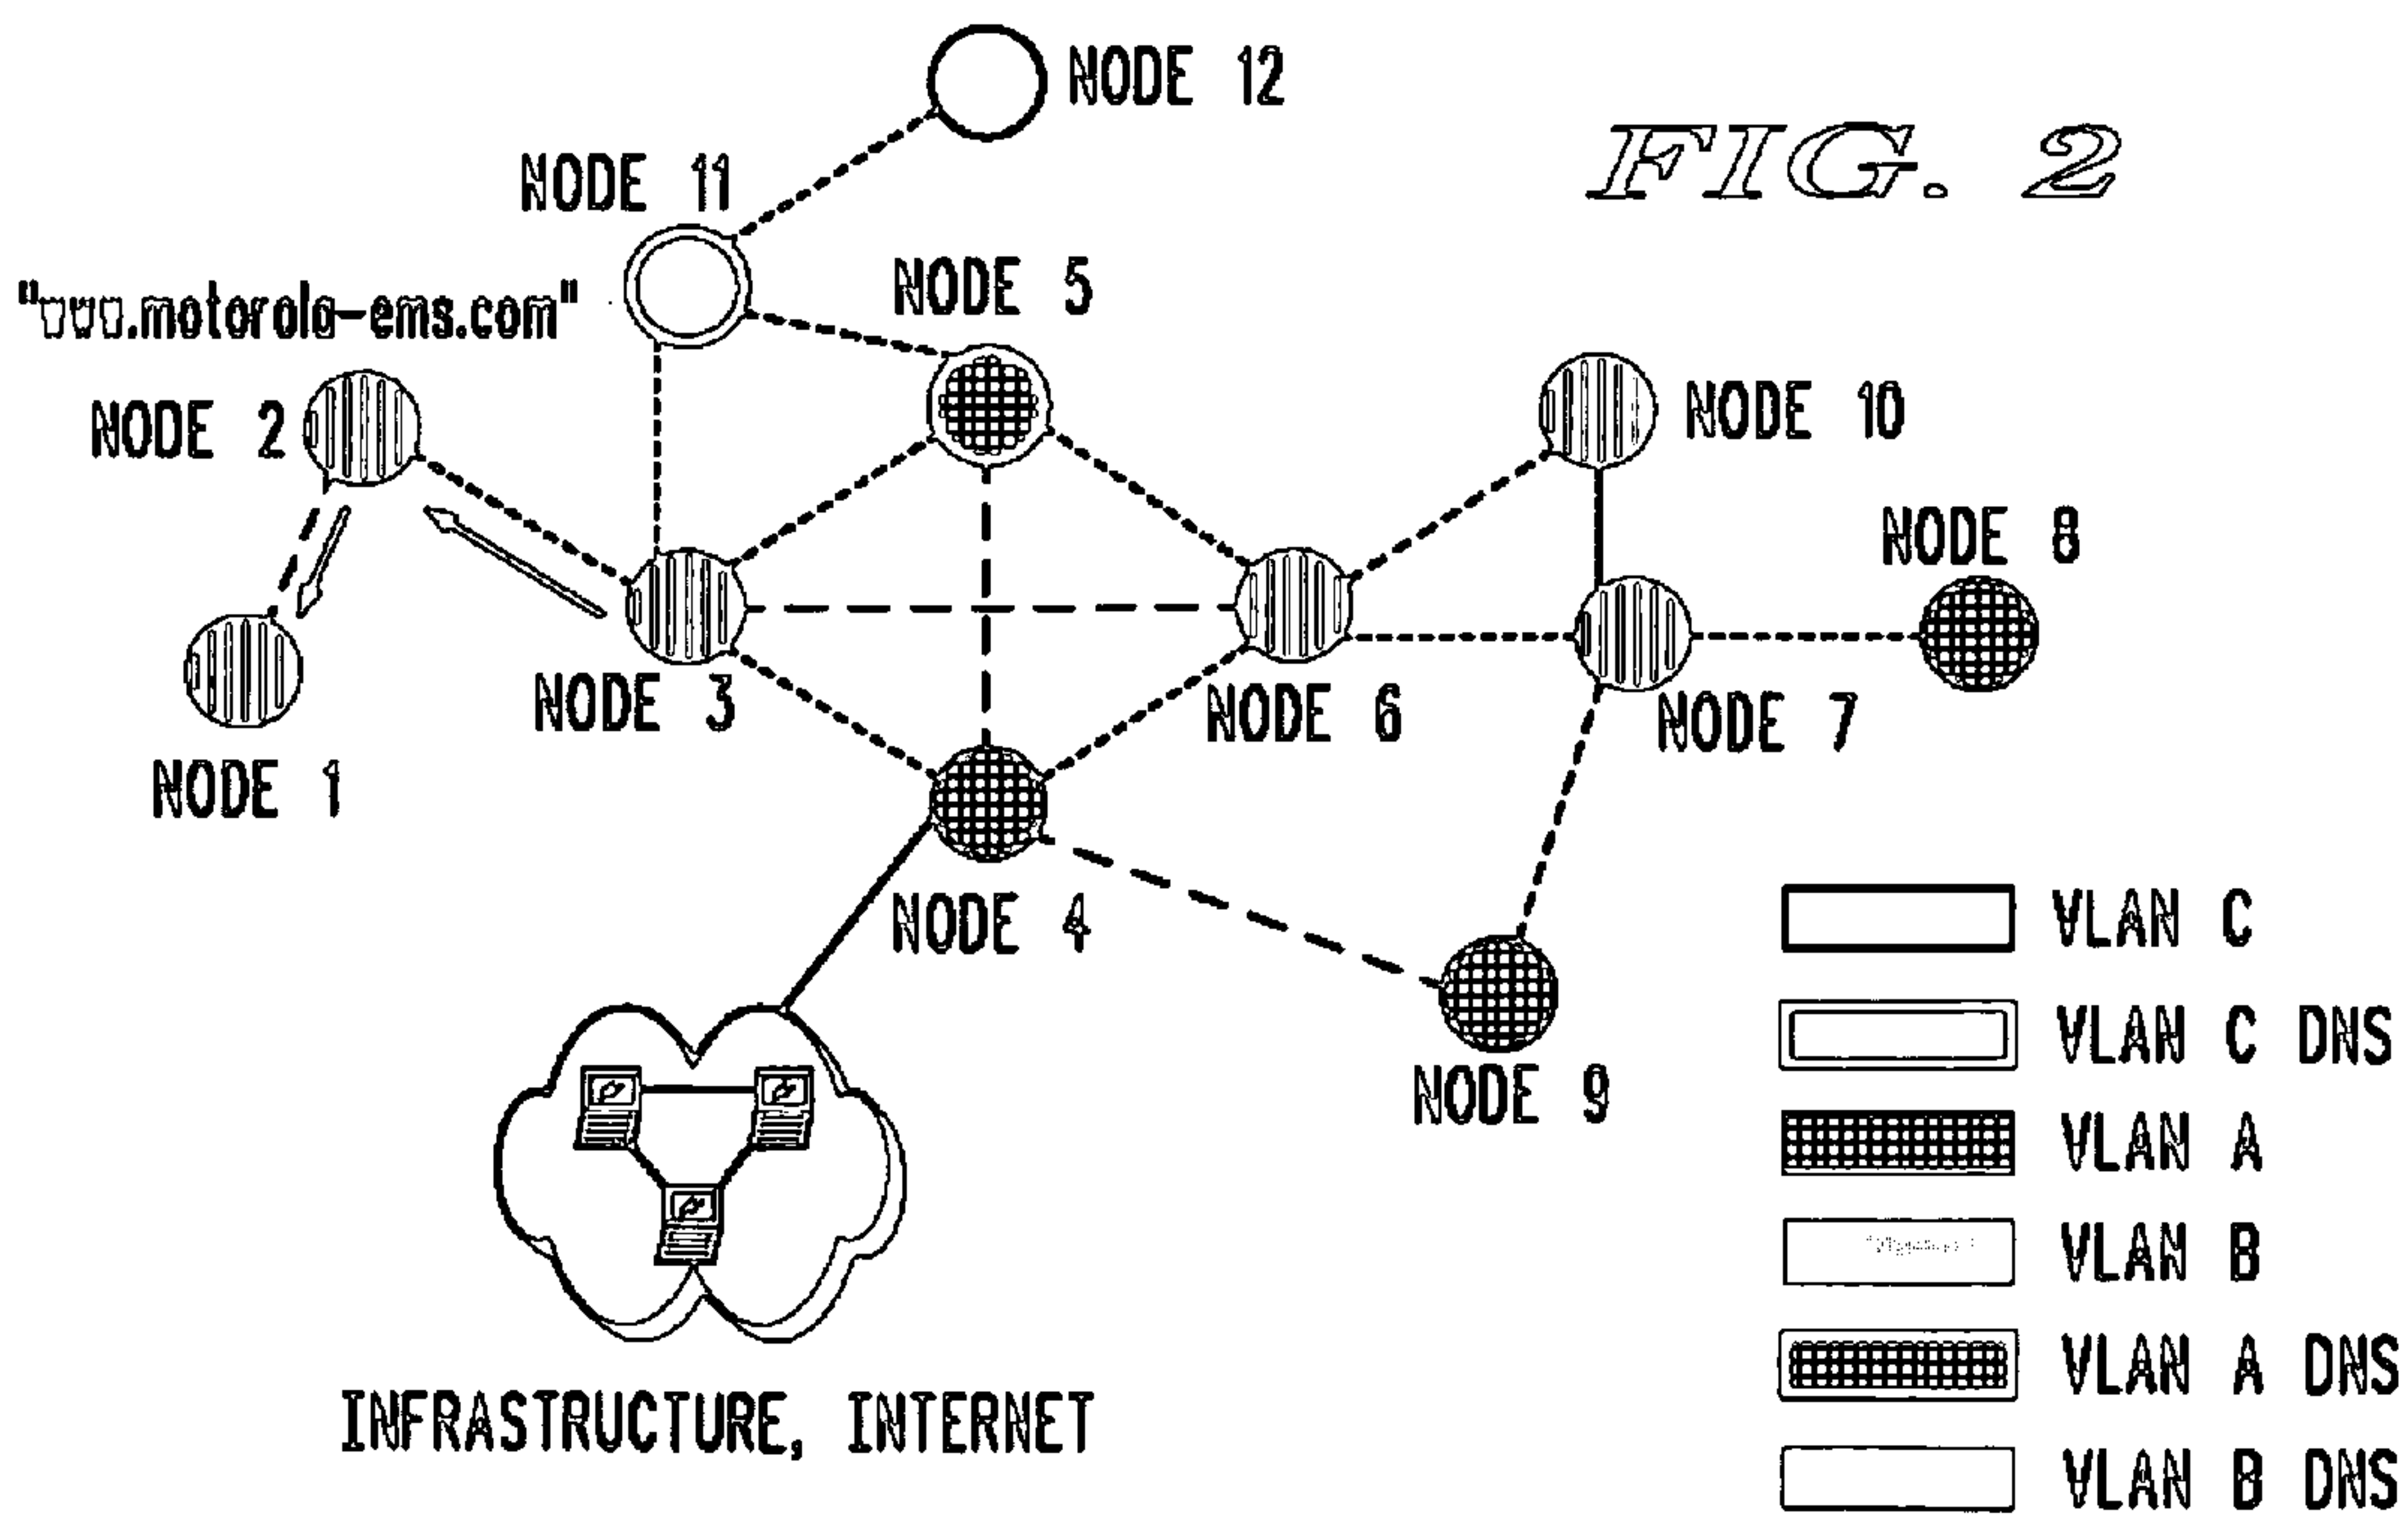 NODE 12
FIG. 2
NODE 11
NODE 5
"www.motorola-ems.com"
NODE 2
NODE 10
NODE 8
NODE 3
NODE 6
NODE 7
NODE 1
NODE 4
NODE 9
VLAN C
VLAN C DNS
VLAN A
VLAN B
VLAN A DNS
VLAN B DNS
INFRASTRUCTURE, INTERNET